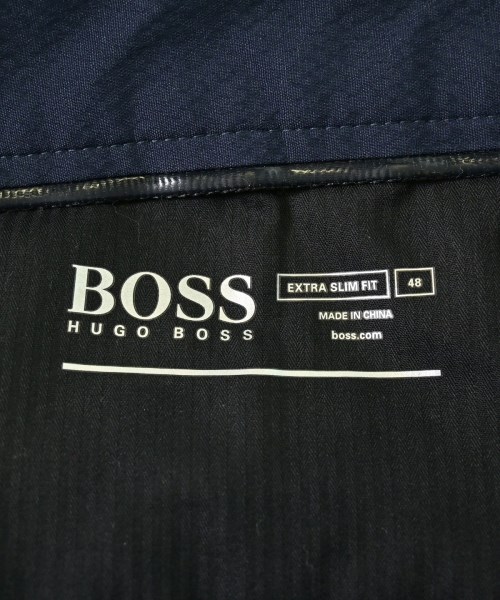 BOSS
HUGO BOSS
EXTRA SLIM FIT 48
MADE IN CHINA
boss.com